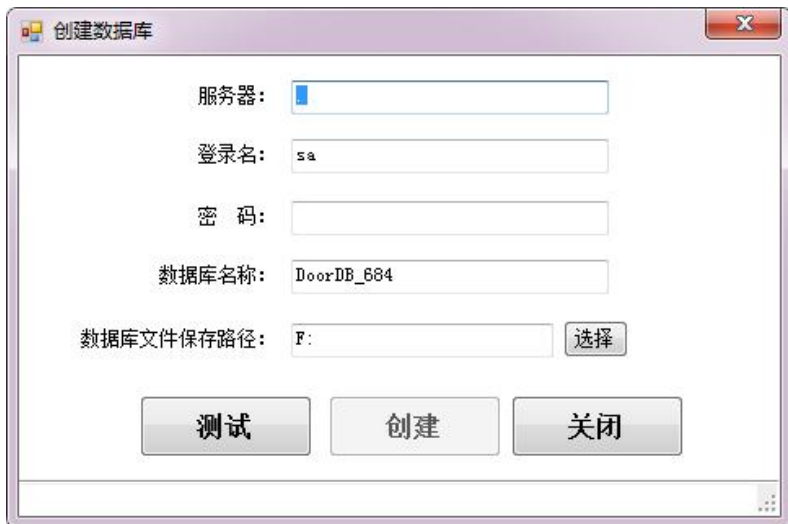 创建数据库
服务器：.
登录名：sa
密 码：
数据库名称：DoorDB_684
数据库文件保存路径：F: 选择
测试 创建 关闭